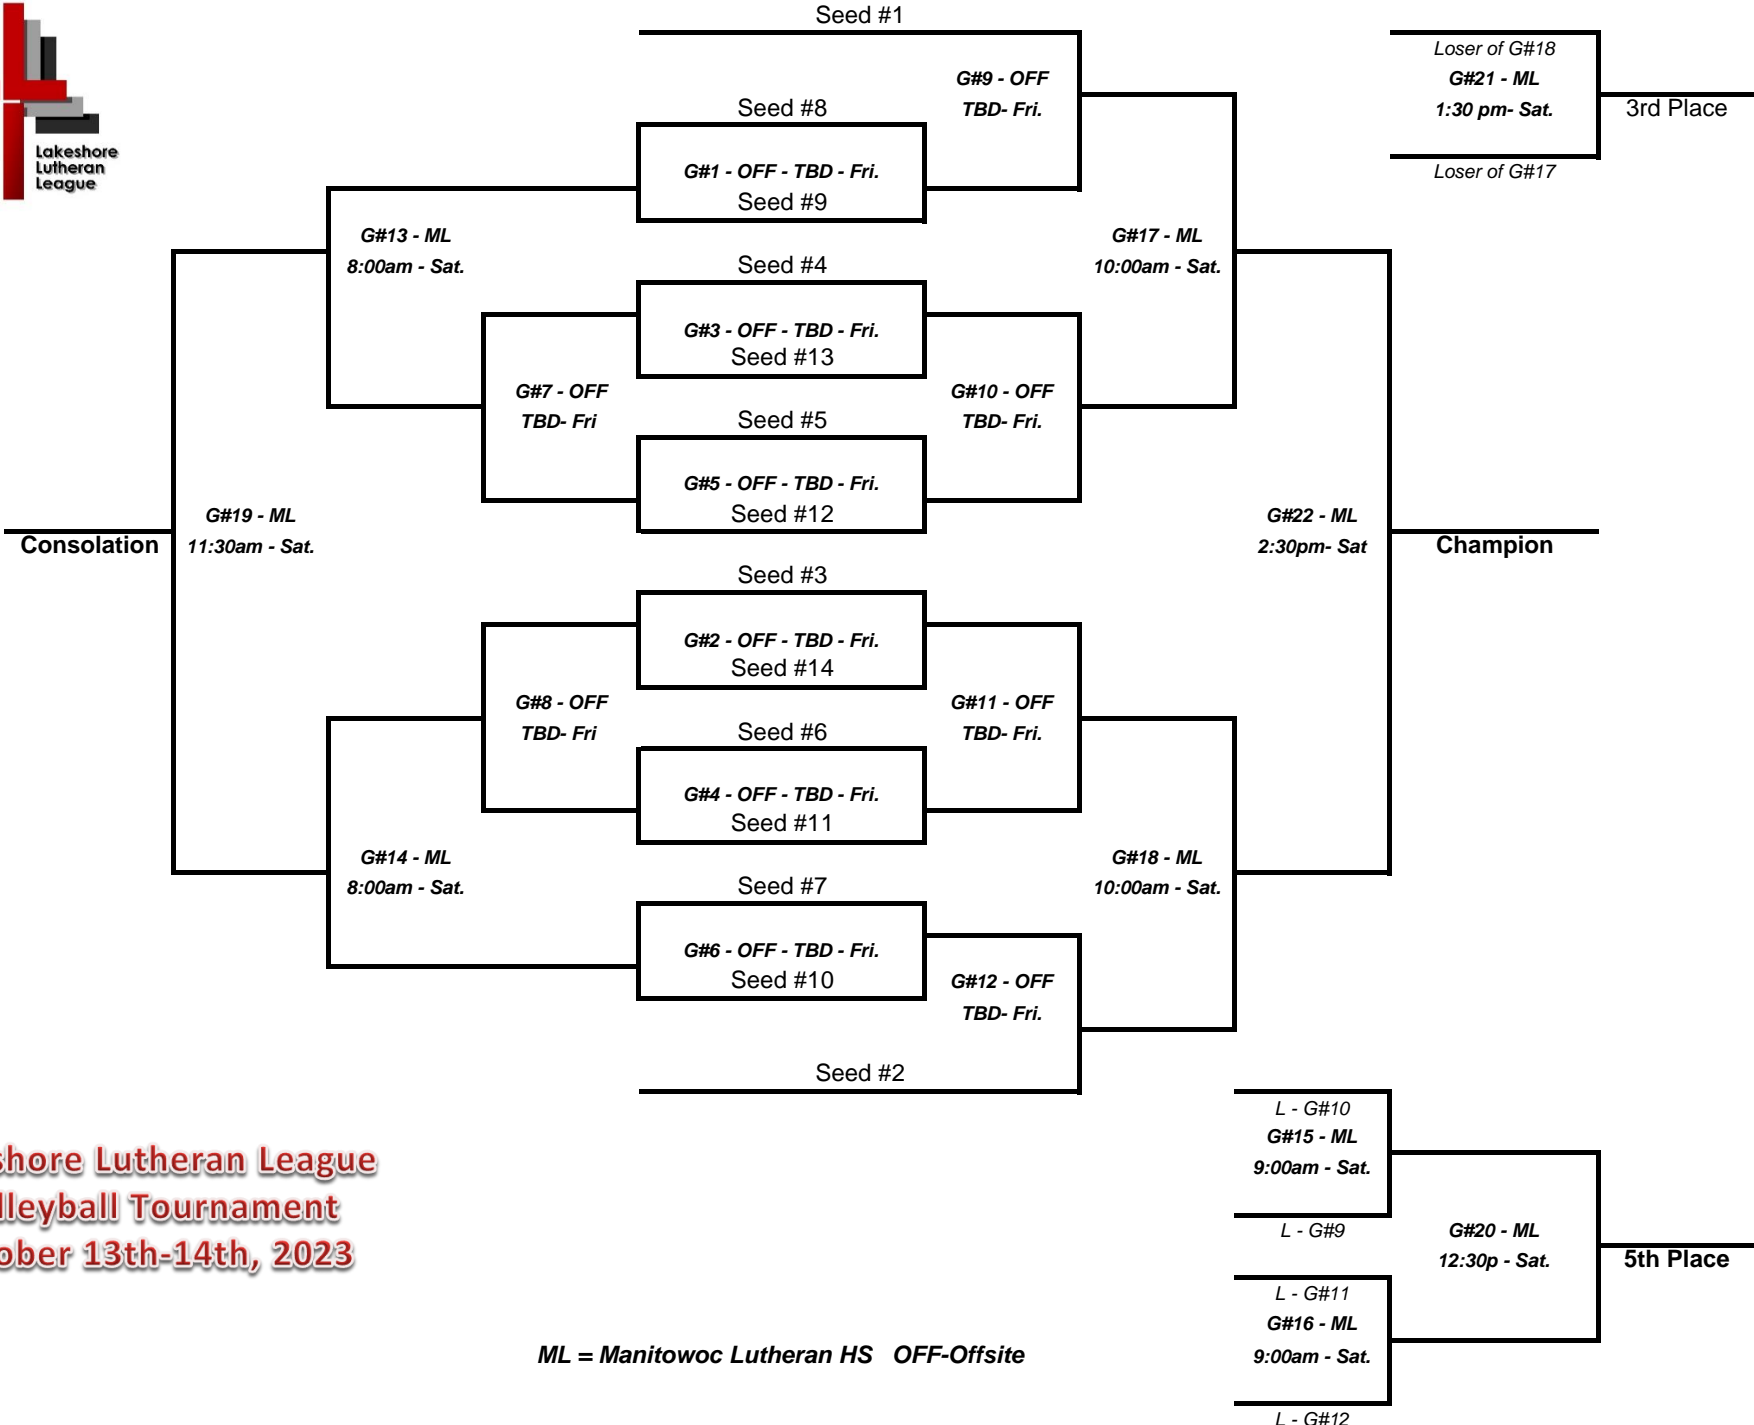 Seed #1
Loser of G#18
G#9 - OFF
G#21 - ML
Seed #8
TBD- Fri.
1:30 pm- Sat.
3rd Place
Lakeshore
Lutheran
League
G#1 - OFF - TBD - Fri.
Loser of G#17
Seed #9
G#13 - ML
8:00am - Sat.
G#17 - ML
10:00am - Sat.
Seed #4
G#3 - OFF - TBD - Fri.
Seed #13
G#7 - OFF
TBD- Fri
G#10 - OFF
TBD- Fri.
Seed #5
G#5 - OFF - TBD - Fri.
Seed #12
G#19 - ML
11:30am - Sat.
Consolation
G#22 - ML
2:30pm- Sat
Champion
Seed #3
G#2 - OFF - TBD - Fri.
Seed #14
G#8 - OFF
TBD- Fri
G#11 - OFF
TBD- Fri.
Seed #6
G#4 - OFF - TBD - Fri.
Seed #11
G#14 - ML
8:00am - Sat.
G#18 - ML
10:00am - Sat.
Seed #7
G#6 - OFF - TBD - Fri.
Seed #10
G#12 - OFF
TBD- Fri.
Seed #2
L - G#10
G#15 - ML
9:00am - Sat.
L - G#9
shore Lutheran League
lleyball Tournament
ober 13th-14th, 2023
G#20 - ML
12:30p - Sat.
5th Place
L - G#11
G#16 - ML
9:00am - Sat.
L - G#12
ML = Manitowoc Lutheran HS OFF-Offsite